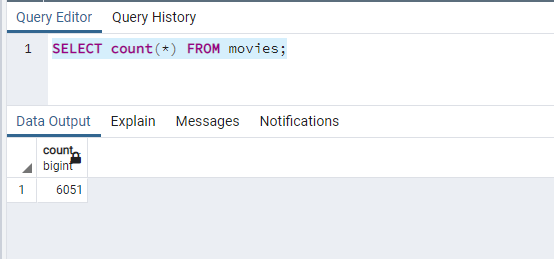 Query Editor Query History
1 SELECT count(*) FROM movies;
Data Output Explain Messages Notifications
count
bigint
1 6051